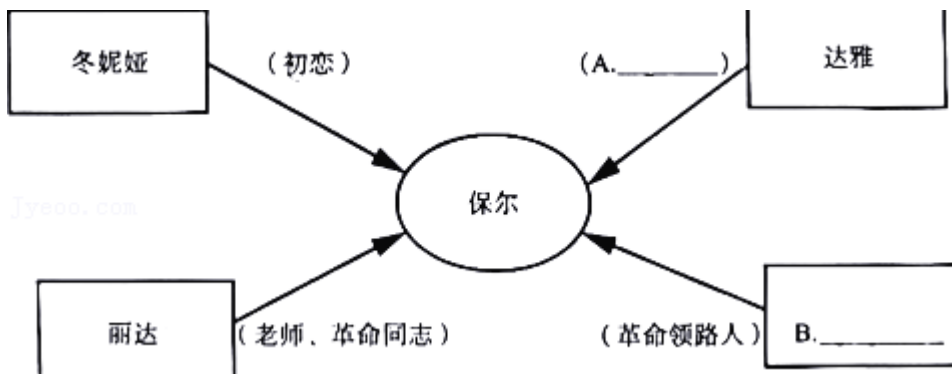 冬妮娅
(初恋)
(A.________)
达雅
保尔
Jyeoo.com
丽达
(老师、革命同志)
(革命领路人)
B.________